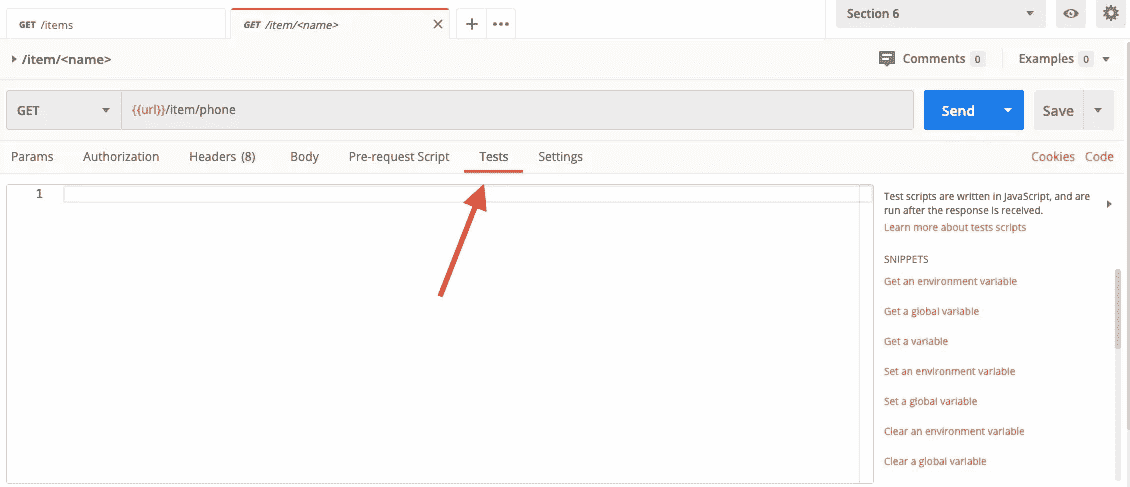 GET /items
GET /item/<name>
Section 6
/item/<name>
Comments 0
Examples 0
GET
{{url}}/item/phone
Send
Save
Params
Authorization
Headers (8)
Body
Pre-request Script
Tests
Settings
Cookies
Code
1
Test scripts are written in JavaScript, and are
run after the response is received.
Learn more about tests scripts
SNIPPETS
Get an environment variable
Get a global variable
Get a variable
Set an environment variable
Set a global variable
Clear an environment variable
Clear a global variable